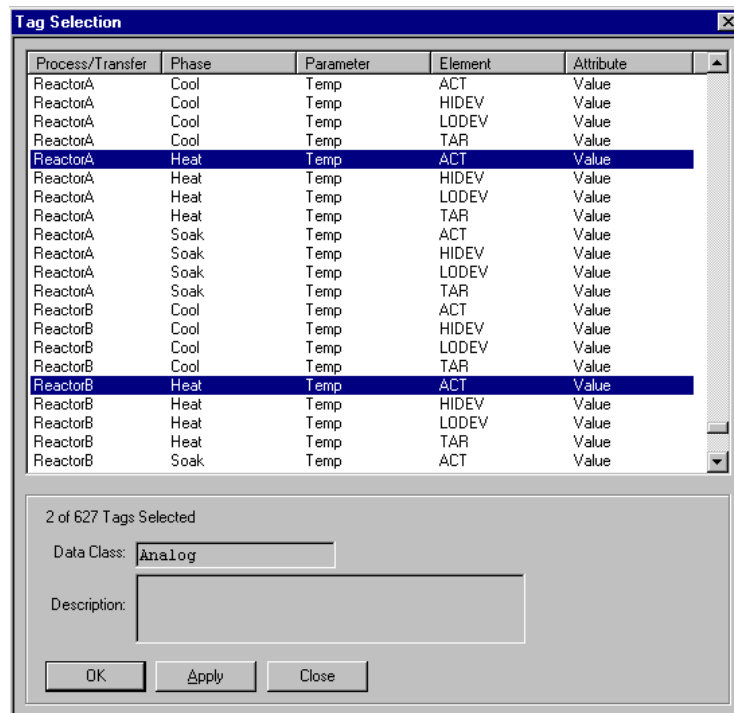 Tag Selection
Process/Transfer Phase Parameter Element Attribute
ReactorA Cool Temp ACT Value
ReactorA Cool Temp HIDEV Value
ReactorA Cool Temp LODEV Value
ReactorA Cool Temp TAR Value
ReactorA Heat Temp ACT Value
ReactorA Heat Temp HIDEV Value
ReactorA Heat Temp LODEV Value
ReactorA Heat Temp TAR Value
ReactorA Soak Temp ACT Value
ReactorA Soak Temp HIDEV Value
ReactorA Soak Temp LODEV Value
ReactorA Soak Temp TAR Value
ReactorB Cool Temp ACT Value
ReactorB Cool Temp HIDEV Value
ReactorB Cool Temp LODEV Value
ReactorB Cool Temp TAR Value
ReactorB Heat Temp ACT Value
ReactorB Heat Temp HIDEV Value
ReactorB Heat Temp LODEV Value
ReactorB Heat Temp TAR Value
ReactorB Soak Temp ACT Value
2 of 627 Tags Selected
Data Class: Analog
Description:
OK Apply Close